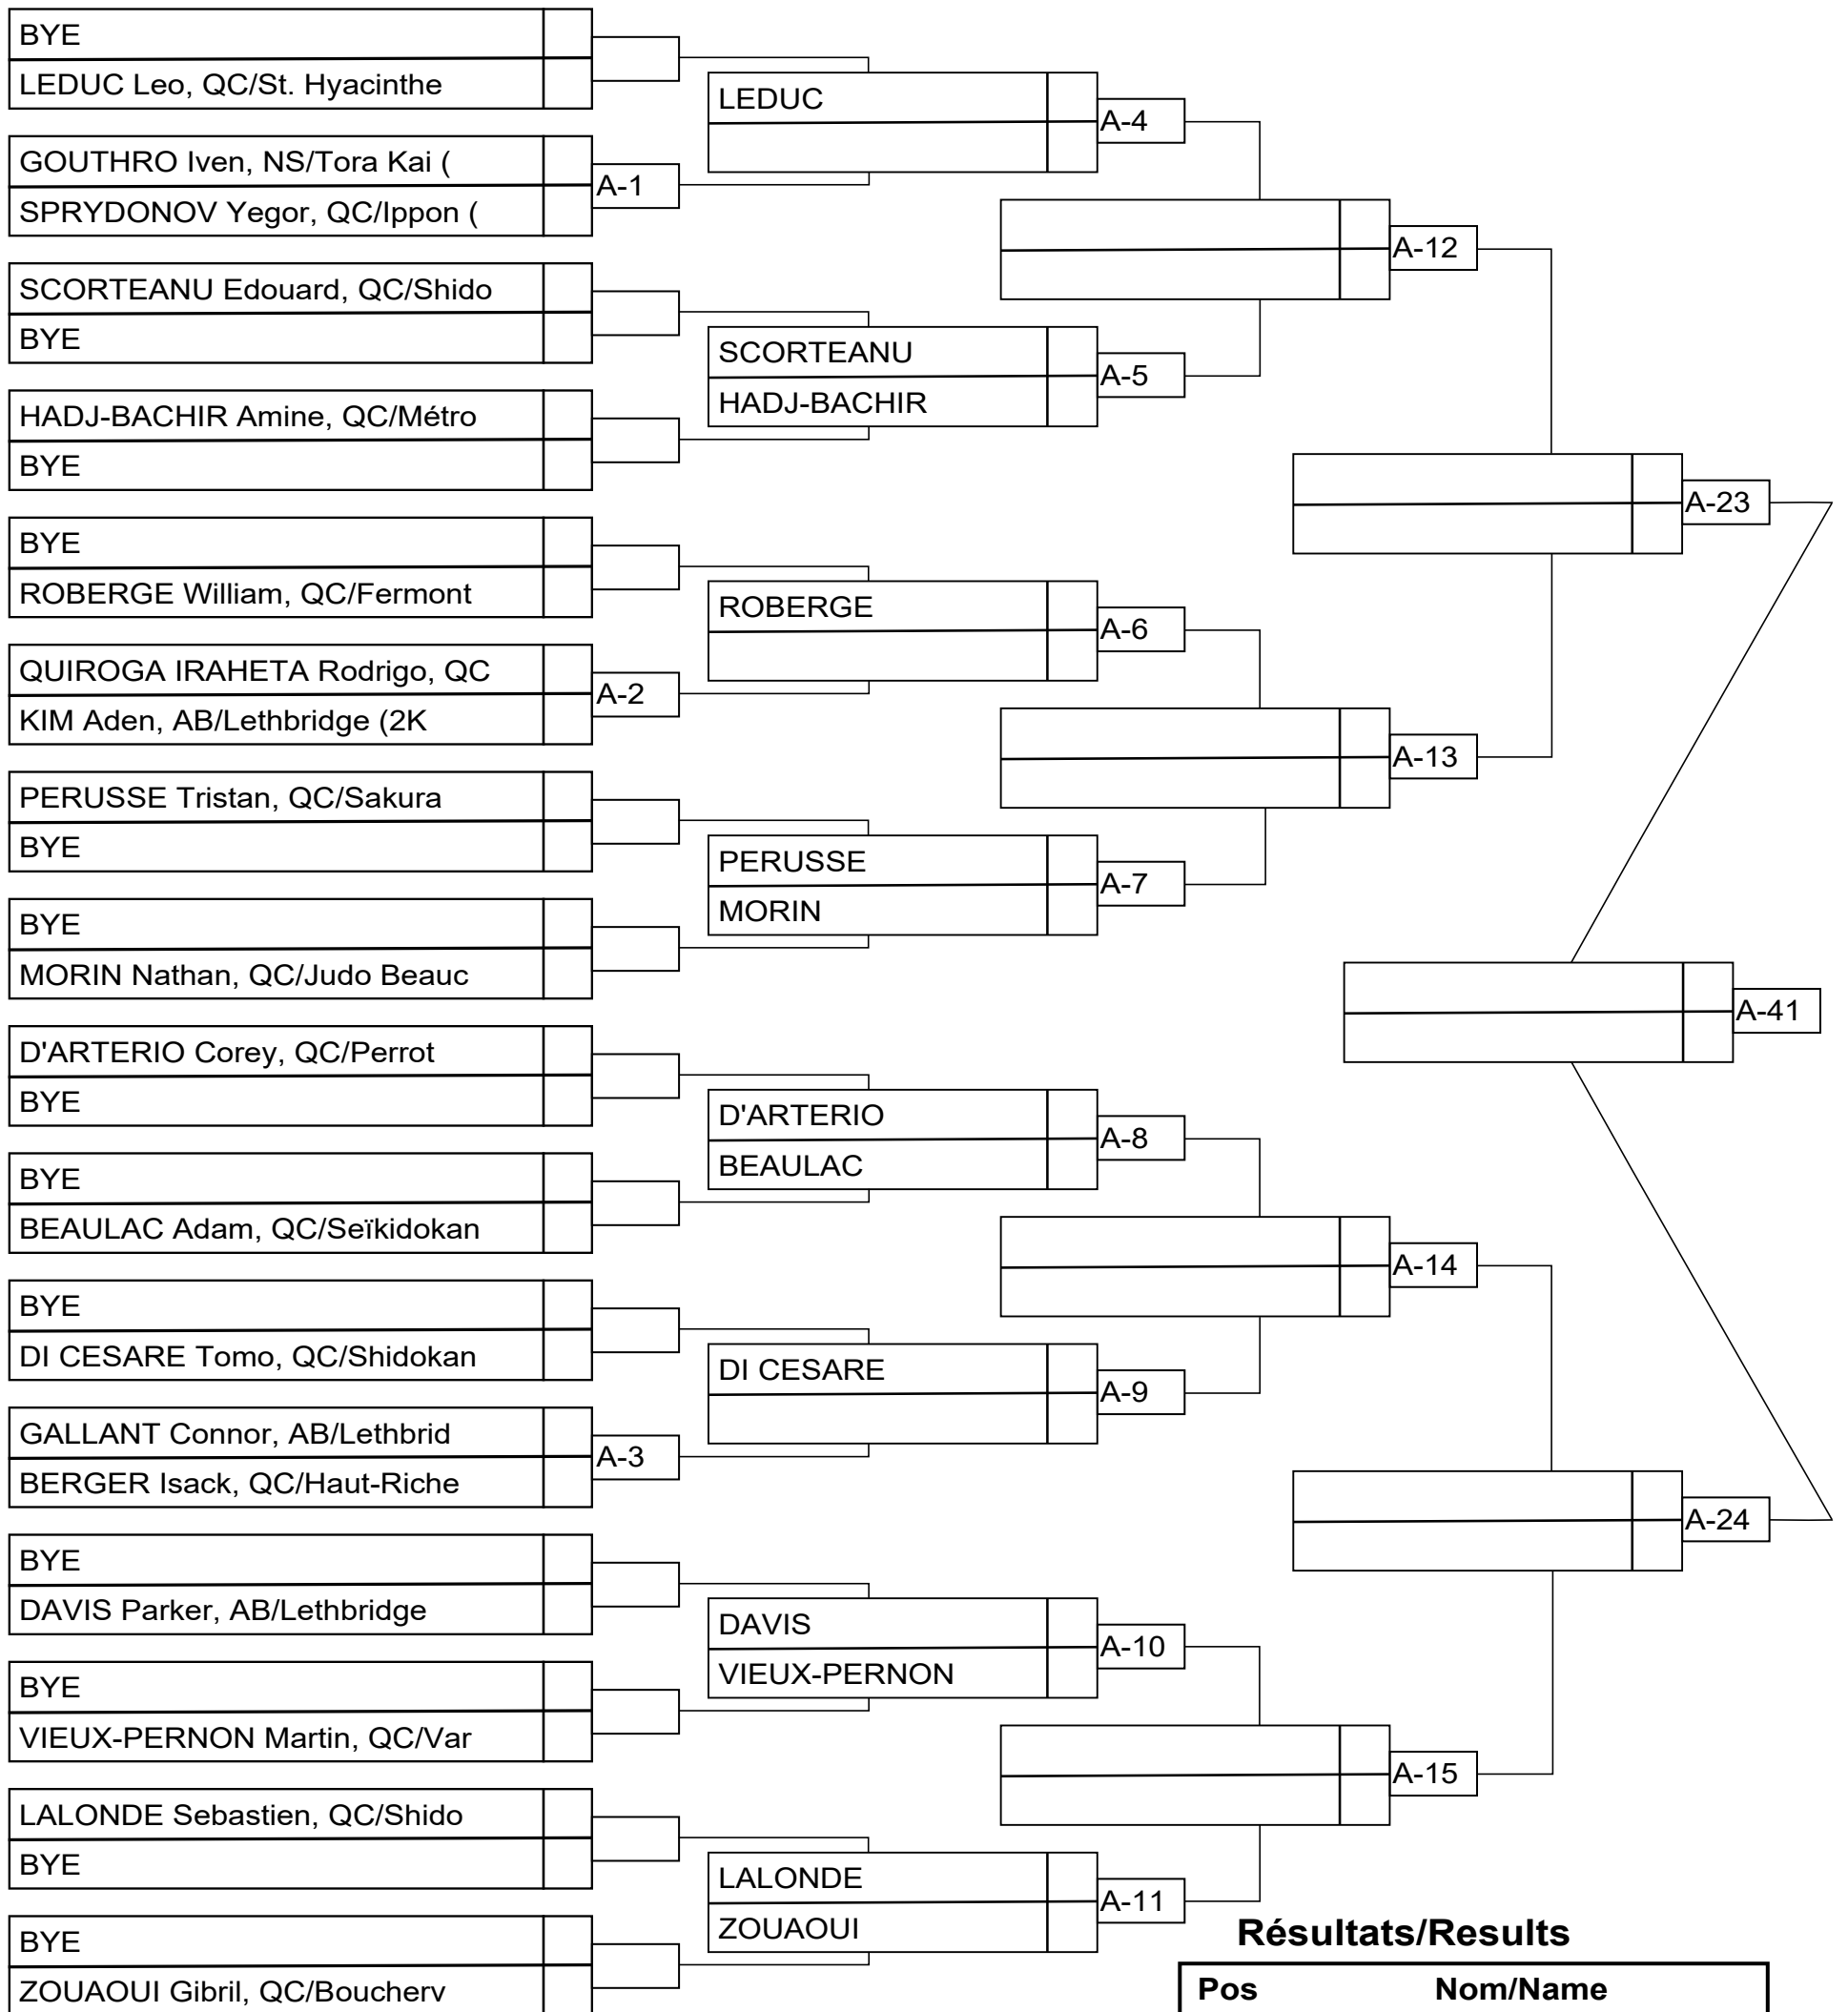 BYE
LEDUC Leo, QC/St. Hyacinthe
GOUTHRO Iven, NS/Tora Kai (
A-1
SPRYDONOV Yegor, QC/Ippon (
SCORTEANU Edouard, QC/Shido
BYE
HADJ-BACHIR Amine, QC/Métro
BYE
BYE
ROBERGE William, QC/Fermont
QUIROGA IRAHETA Rodrigo, QC
A-2
KIM Aden, AB/Lethbridge (2K
PERUSSE Tristan, QC/Sakura
BYE
BYE
MORIN Nathan, QC/Judo Beauc
D'ARTERIO Corey, QC/Perrot
BYE
BYE
BEAULAC Adam, QC/Seïkidokan
BYE
DI CESARE Tomo, QC/Shidokan
GALLANT Connor, AB/Lethbrid
A-3
BERGER Isack, QC/Haut-Riche
BYE
DAVIS Parker, AB/Lethbridge
BYE
VIEUX-PERNON Martin, QC/Var
LALONDE Sebastien, QC/Shido
BYE
BYE
ZOUAOUI Gibril, QC/Boucherv
LEDUC
A-4
SCORTEANU
A-5
HADJ-BACHIR
ROBERGE
A-6
PERUSSE
A-7
MORIN
D'ARTERIO
A-8
BEAULAC
DI CESARE
A-9
DAVIS
A-10
VIEUX-PERNON
LALONDE
A-11
ZOUAOUI
A-12
A-13
A-14
A-15
A-23
A-24
A-41
Résultats/Results
Pos Nom/Name